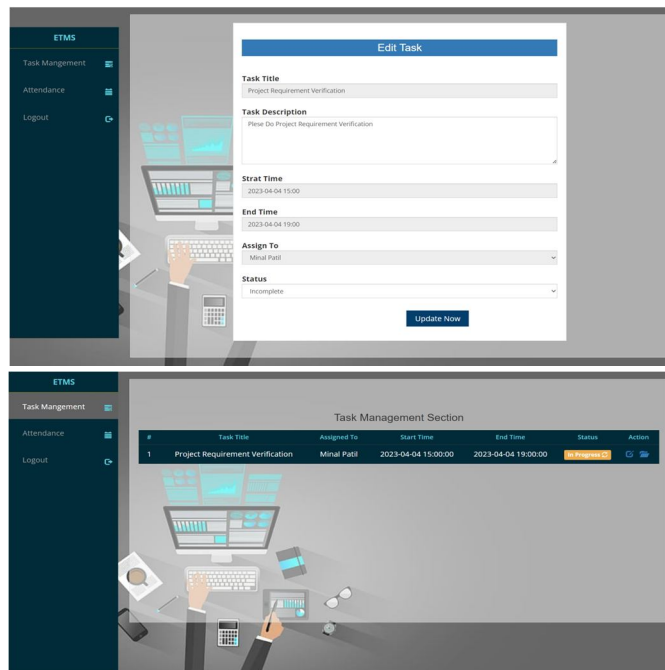 ETMS
Task Mangement
Attendance
Logout
Edit Task
Task Title
Project Requirement Verification
Task Description
Plese Do Project Requirement Verification
Strat Time
2023-04-04 15:00
End Time
2023-04-04 19:00
Assign To
Minal Patil
Status
Incomplete
Update Now
ETMS
Task Mangement
Attendance
Logout
Task Management Section
# Task Title Assigned To Start Time End Time Status Action
1 Project Requirement Verification Minal Patil 2023-04-04 15:00:00 2023-04-04 19:00:00 In Progress